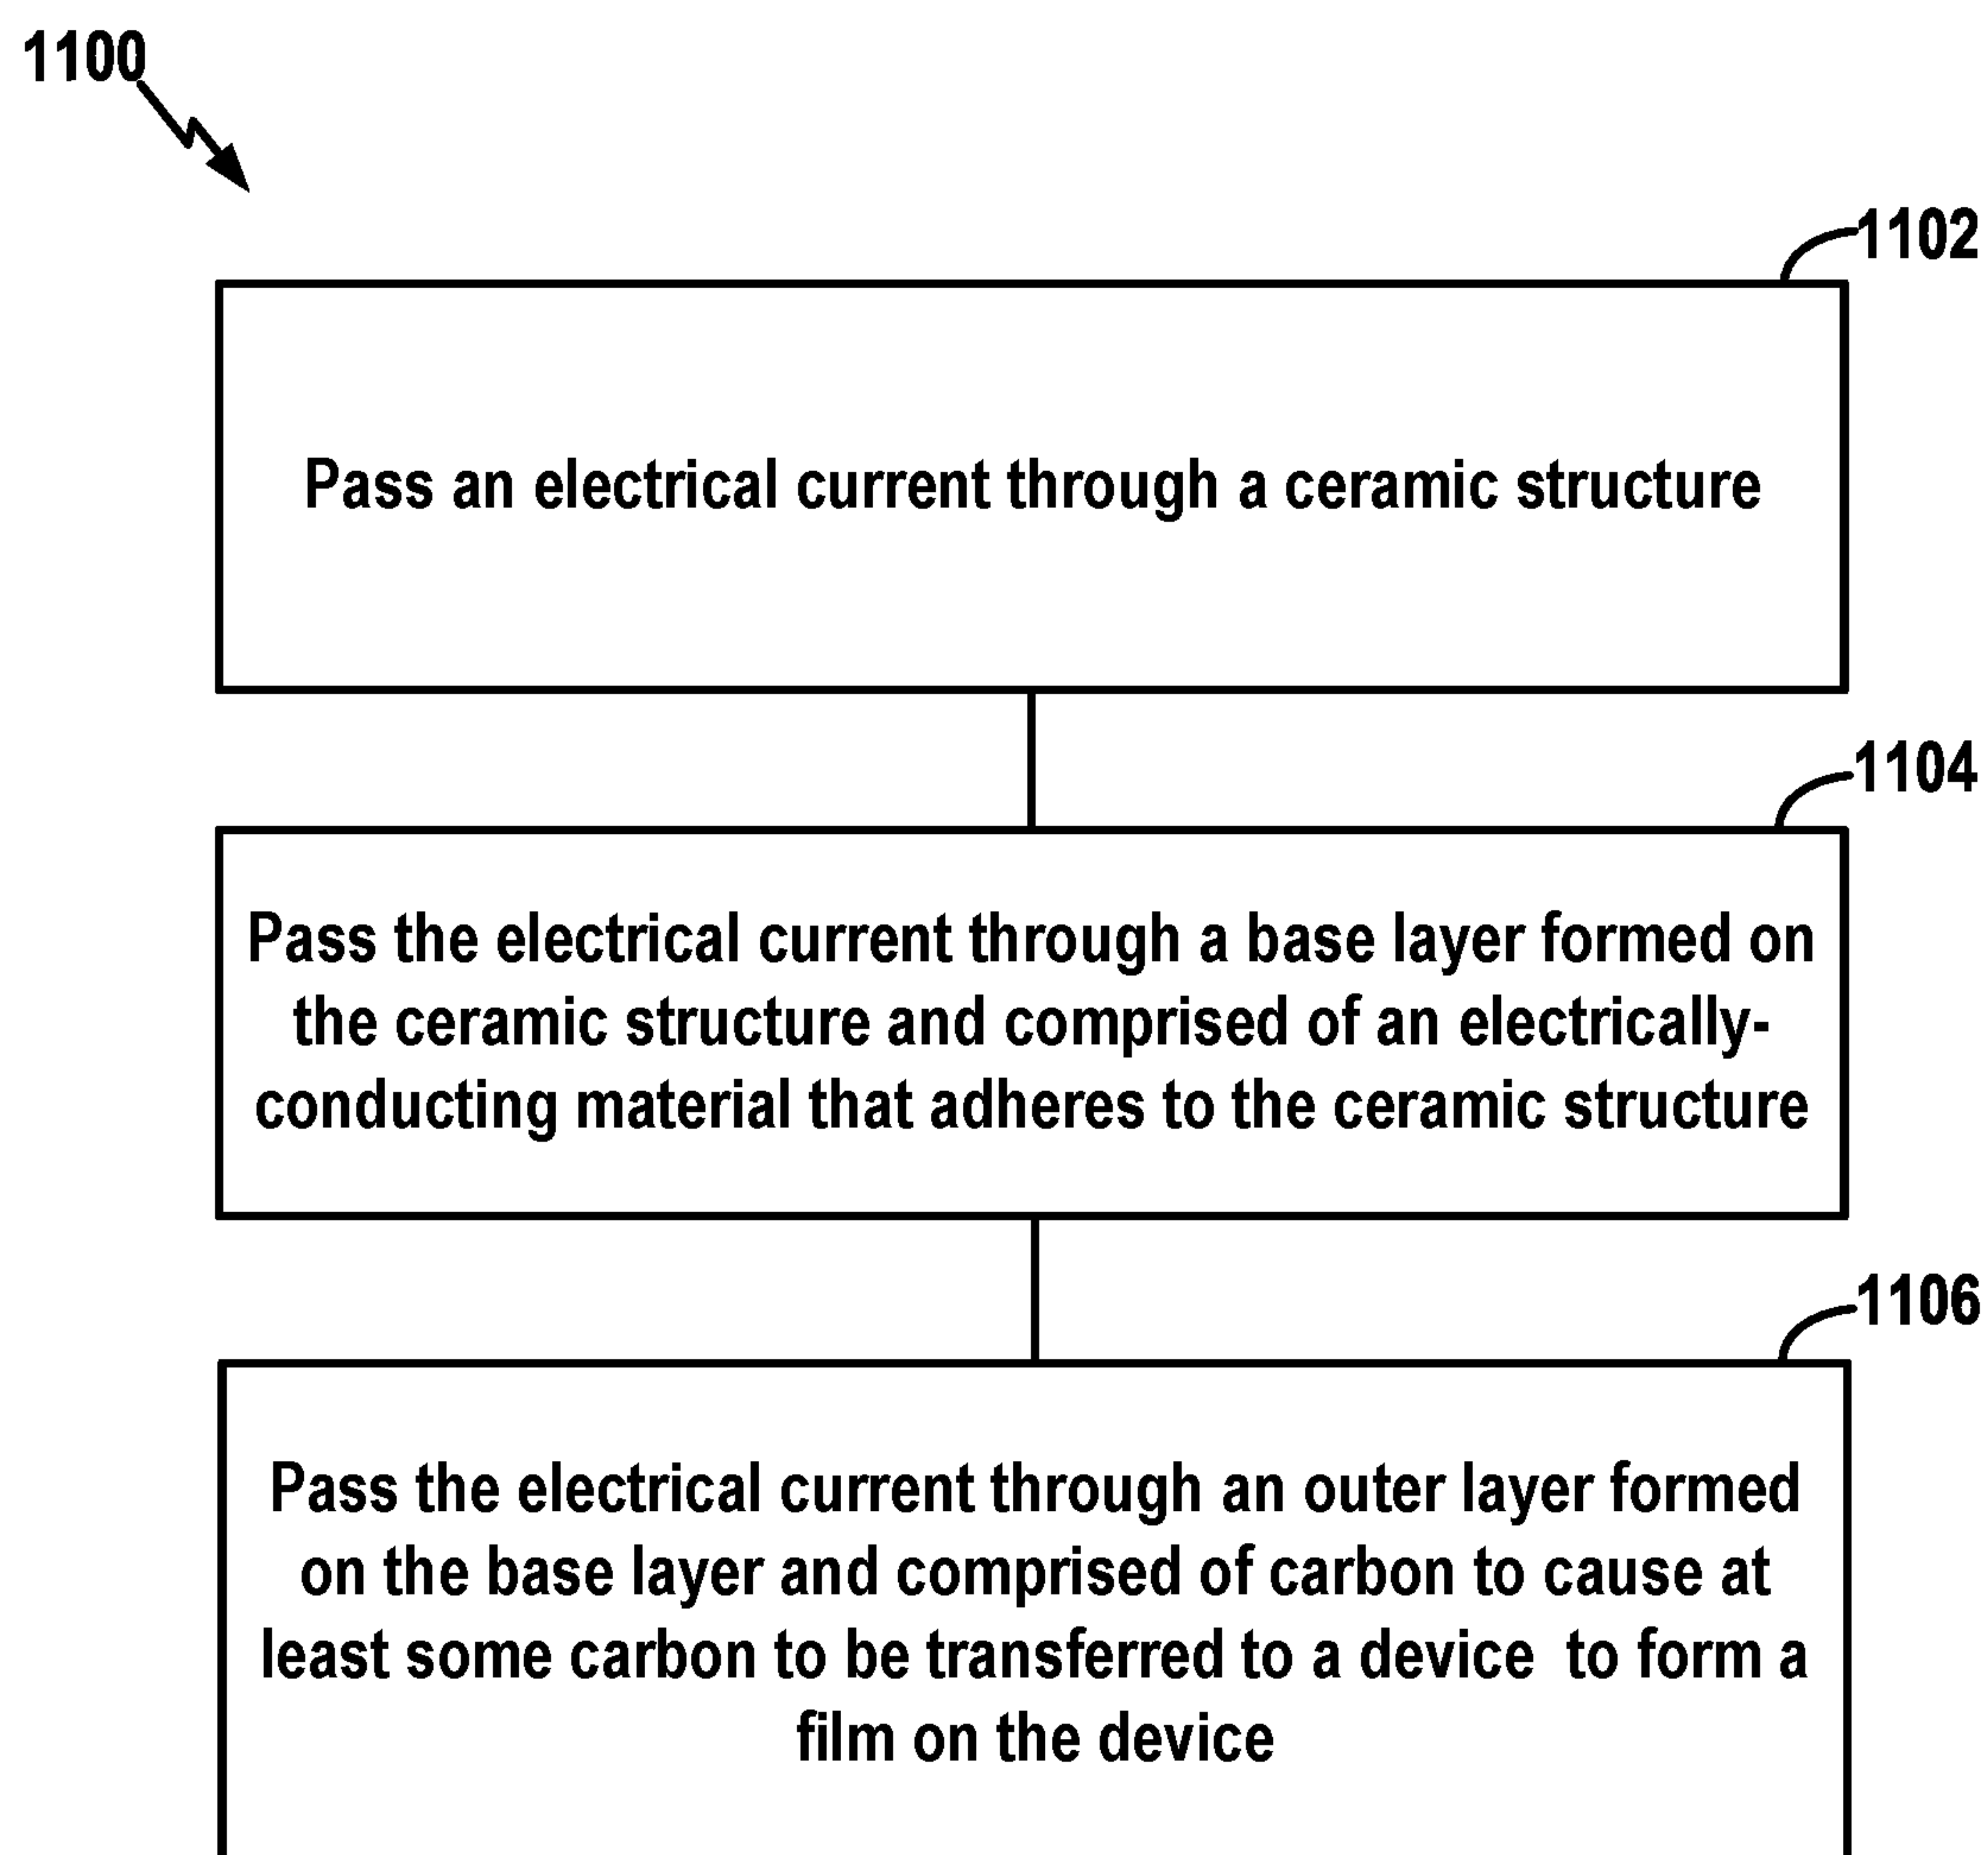 1100
1102
Pass an electrical current through a ceramic structure
1104
Pass the electrical current through a base layer formed on
the ceramic structure and comprised of an electrically-
conducting material that adheres to the ceramic structure
1106
Pass the electrical current through an outer layer formed
on the base layer and comprised of carbon to cause at
least some carbon to be transferred to a device to form a
film on the device